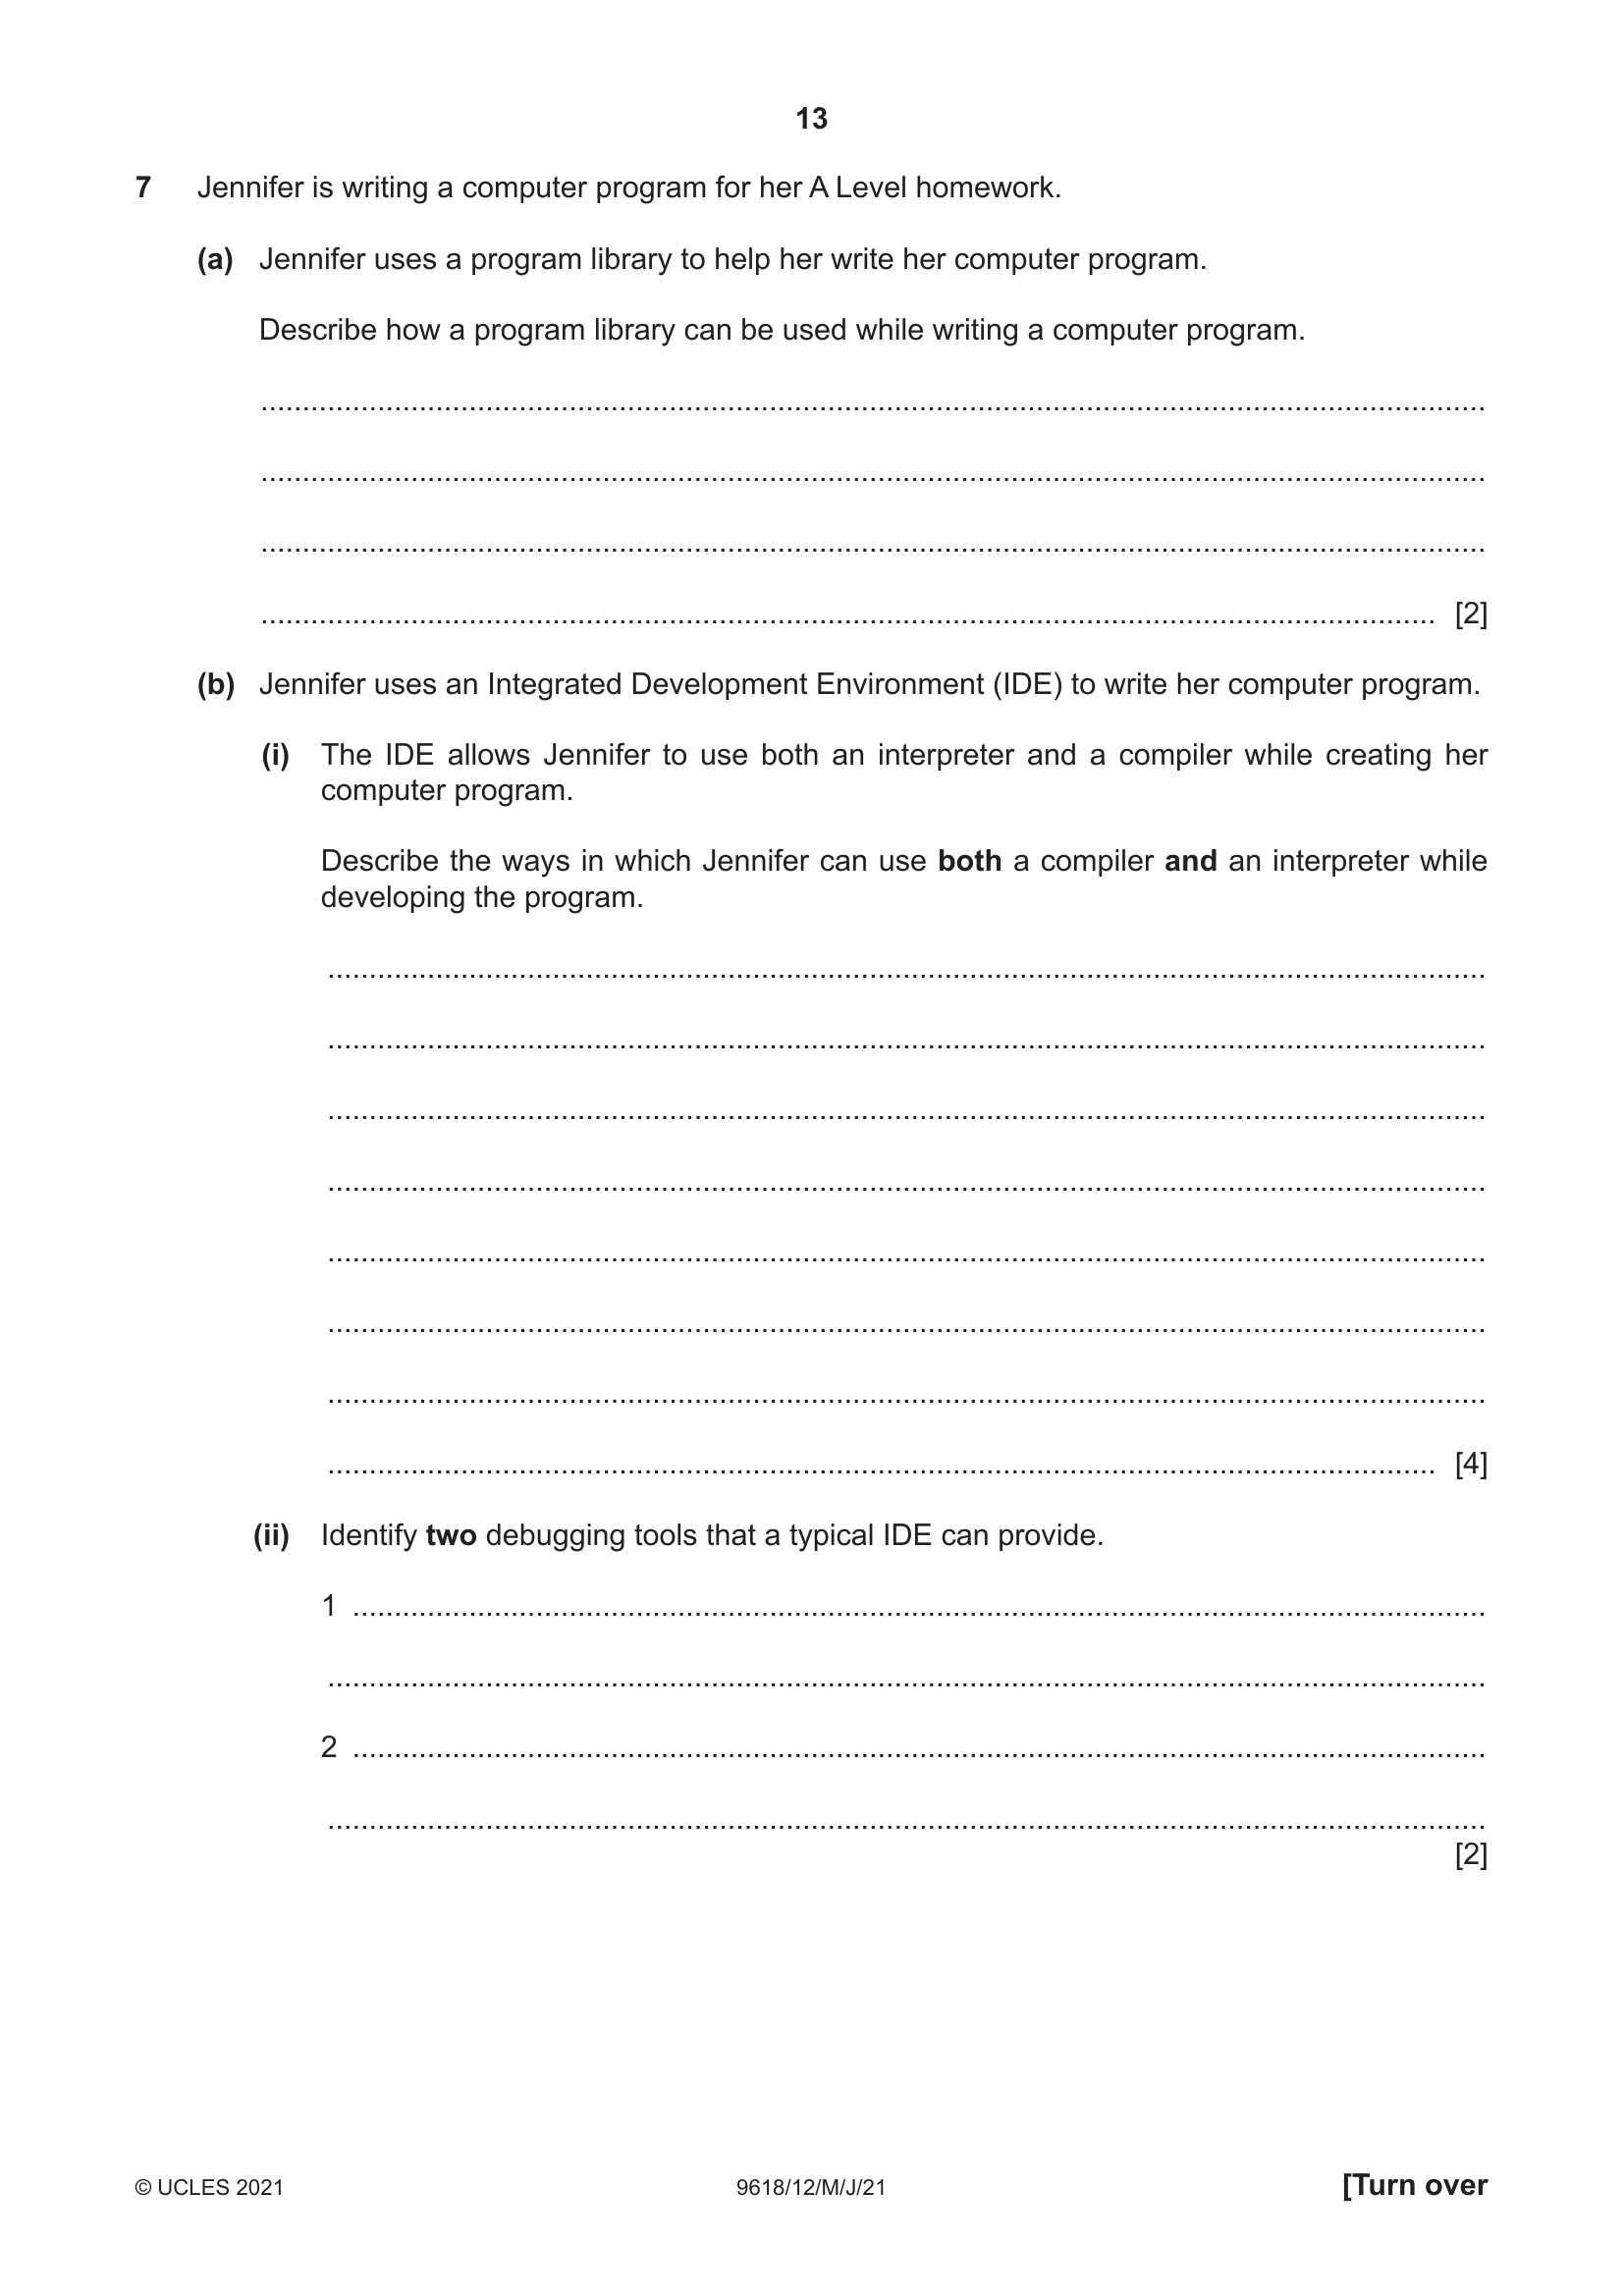 13
7 Jennifer is writing a computer program for her A Level homework.
(a) Jennifer uses a program library to help her write her computer program.
Describe how a program library can be used while writing a computer program.
...................................................................................................................................................
...................................................................................................................................................
...................................................................................................................................................
............................................................................................................................................. [2]
(b) Jennifer uses an Integrated Development Environment (IDE) to write her computer program.
(i) The IDE allows Jennifer to use both an interpreter and a compiler while creating her
computer program.
Describe the ways in which Jennifer can use both a compiler and an interpreter while
developing the program.
...........................................................................................................................................
...........................................................................................................................................
...........................................................................................................................................
...........................................................................................................................................
...........................................................................................................................................
...........................................................................................................................................
...........................................................................................................................................
..................................................................................................................................... [4]
(ii) Identify two debugging tools that a typical IDE can provide.
1 ........................................................................................................................................
...........................................................................................................................................
2 ........................................................................................................................................
...........................................................................................................................................
[2]
© UCLES 2021 9618/12/M/J/21 [Turn over